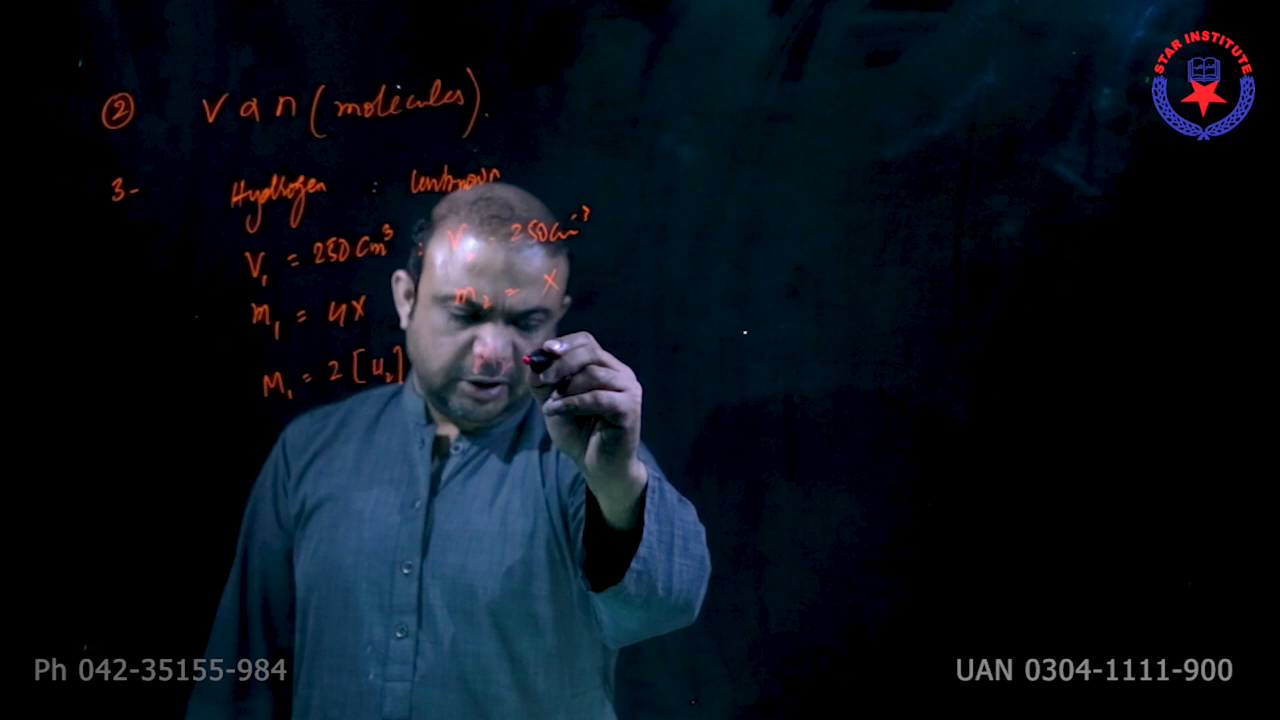 STAR INSTITUTE
② V α n (molecules).
3- Hydrogen : Unknown
V₁ = 250 cm³ : V = 250 cm³
m₁ = 4X m₂ = X
M₁ = 2 [H₂]
Ph 042-35155-984
UAN 0304-1111-900